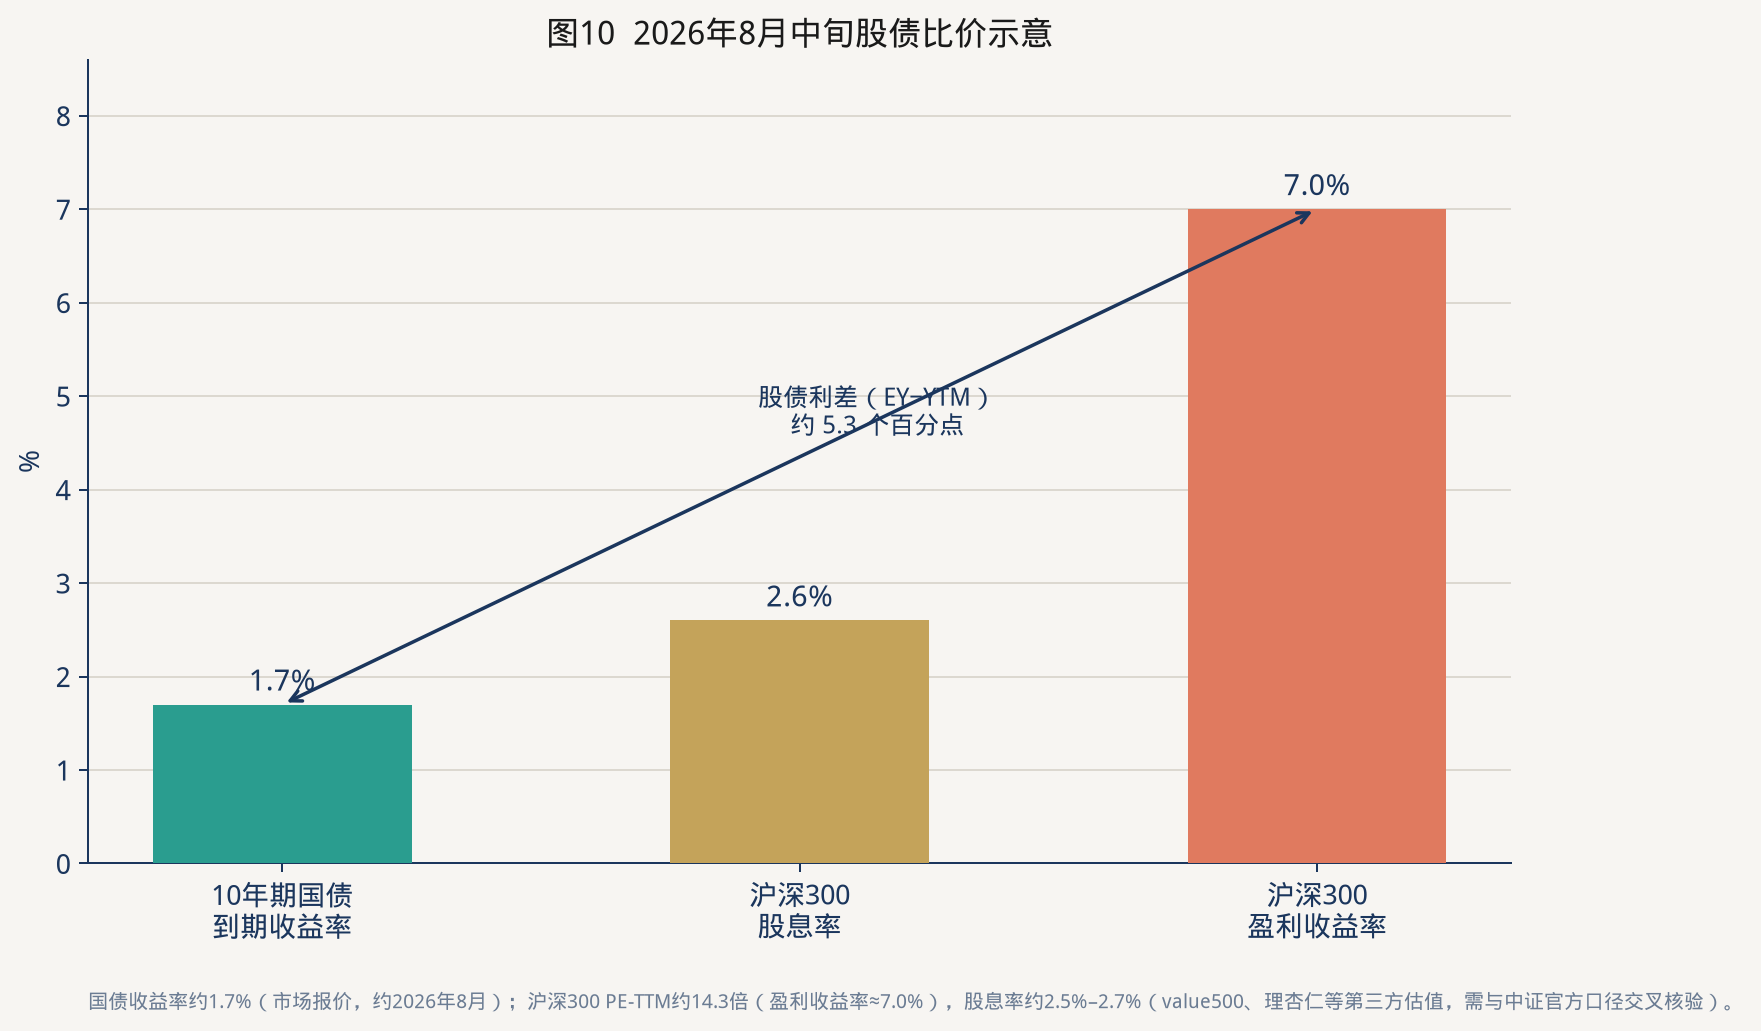 图10  2026年8月中旬股债比价示意
8
7
6
5
4
3
2
1
0
%
1.7%
2.6%
7.0%
股债利差（EY−YTM）
约 5.3 个百分点
10年期国债
到期收益率
沪深300
股息率
沪深300
盈利收益率
国债收益率约1.7%（市场报价，约2026年8月）；沪深300 PE-TTM约14.3倍（盈利收益率≈7.0%），股息率约2.5%–2.7%（value500、理杏仁等第三方估值，需与中证官方口径交叉核验）。